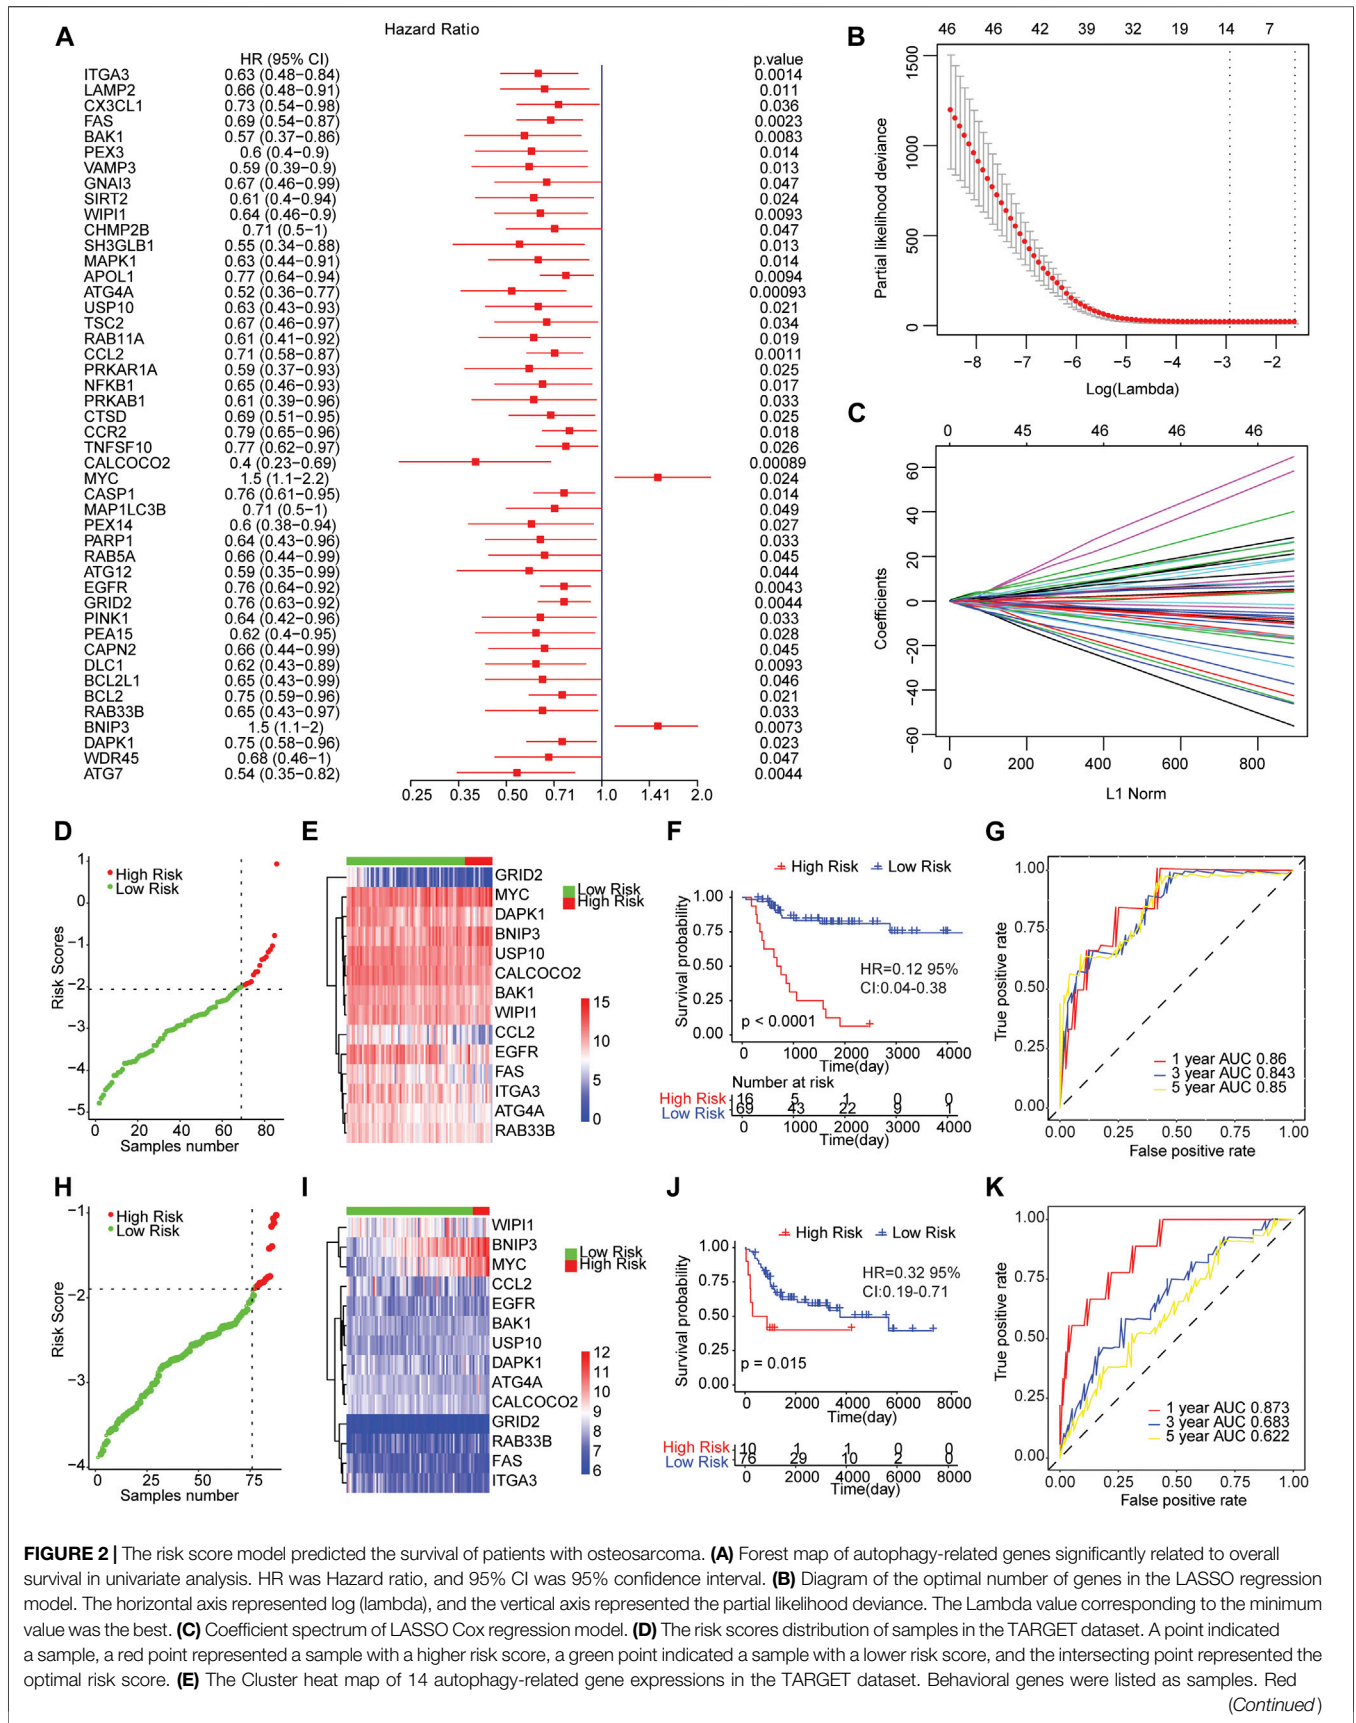 A
Hazard Ratio
HR (95% CI) p.value
ITGA3 0.63 (0.48−0.84) 0.0014
LAMP2 0.66 (0.48−0.91) 0.011
CX3CL1 0.73 (0.54−0.98) 0.036
FAS 0.69 (0.54−0.87) 0.0023
BAK1 0.57 (0.37−0.86) 0.0083
PEX3 0.6 (0.4−0.9) 0.014
VAMP3 0.59 (0.39−0.9) 0.013
GNAI3 0.67 (0.46−0.99) 0.047
SIRT2 0.61 (0.4−0.94) 0.024
WIPI1 0.64 (0.46−0.9) 0.0093
CHMP2B 0.71 (0.5−1) 0.047
SH3GLB1 0.55 (0.34−0.88) 0.013
MAPK1 0.63 (0.44−0.91) 0.014
APOL1 0.77 (0.64−0.94) 0.0094
ATG4A 0.52 (0.36−0.77) 0.00093
USP10 0.63 (0.43−0.93) 0.021
TSC2 0.67 (0.46−0.97) 0.034
RAB11A 0.61 (0.41−0.92) 0.019
CCL2 0.71 (0.58−0.87) 0.0011
PRKAR1A 0.59 (0.37−0.93) 0.025
NFKB1 0.65 (0.46−0.93) 0.017
PRKAB1 0.61 (0.39−0.96) 0.033
CTSD 0.69 (0.51−0.95) 0.025
CCR2 0.79 (0.65−0.96) 0.018
TNFSF10 0.77 (0.62−0.97) 0.026
CALCOCO2 0.4 (0.23−0.69) 0.00089
MYC 1.5 (1.1−2.2) 0.024
CASP1 0.76 (0.61−0.95) 0.014
MAP1LC3B 0.71 (0.5−1) 0.049
PEX14 0.6 (0.38−0.94) 0.027
PARP1 0.64 (0.43−0.96) 0.033
RAB5A 0.66 (0.44−0.99) 0.045
ATG12 0.59 (0.35−0.99) 0.044
EGFR 0.76 (0.64−0.92) 0.0043
GRID2 0.76 (0.63−0.92) 0.0044
PINK1 0.64 (0.42−0.96) 0.033
PEA15 0.62 (0.4−0.95) 0.028
CAPN2 0.66 (0.44−0.99) 0.045
DLC1 0.62 (0.43−0.89) 0.0093
BCL2L1 0.65 (0.43−0.99) 0.046
BCL2 0.75 (0.59−0.96) 0.021
RAB33B 0.65 (0.43−0.97) 0.033
BNIP3 1.5 (1.1−2) 0.0073
DAPK1 0.75 (0.58−0.96) 0.023
WDR45 0.68 (0.46−1) 0.047
ATG7 0.54 (0.35−0.82) 0.0044
0.25 0.35 0.50 0.71 1.0 1.41 2.0
B
46 46 42 39 32 19 14 7
Partial likelihood deviance
1500
1000
500
0
−8 −7 −6 −5 −4 −3 −2
Log(Lambda)
C
0 45 46 46 46
Coefficients
60
40
20
0
−20
−40
−60
0 200 400 600 800
L1 Norm
D
High Risk
Low Risk
Risk Scores
1
0
−1
−2
−3
−4
−5
0 20 40 60 80
Samples number
E
Low Risk
High Risk
GRID2
MYC
DAPK1
BNIP3
USP10
CALCOCO2
BAK1
WIPI1
CCL2
EGFR
FAS
ITGA3
ATG4A
RAB33B
15
10
5
0
F
High Risk Low Risk
Survival probability
1.00
0.75
0.50
0.25
0.00
HR=0.12 95%
CI:0.04-0.38
p < 0.0001
0 1000 2000 3000 4000
Time(day)
Number at risk
High Risk 16 5 1 0 0
Low Risk 69 43 22 9 1
0 1000 2000 3000 4000
Time(day)
G
True positive rate
1.00
0.75
0.50
0.25
0.00
1 year AUC 0.86
3 year AUC 0.843
5 year AUC 0.85
0.00 0.25 0.50 0.75 1.00
False positive rate
H
High Risk
Low Risk
Risk Score
−1
−2
−3
−4
0 25 50 75
Samples number
I
Low Risk
High Risk
WIPI1
BNIP3
MYC
CCL2
EGFR
BAK1
USP10
DAPK1
ATG4A
CALCOCO2
GRID2
RAB33B
FAS
ITGA3
12
11
10
9
8
7
6
J
High Risk Low Risk
Survival probability
1.00
0.75
0.50
0.25
0.00
HR=0.32 95%
CI:0.19-0.71
p = 0.015
0 2000 4000 6000 8000
Time(day)
High Risk 10 1 1 0 0
Low Risk 76 29 10 2 0
0 2000 4000 6000 8000
Time(day)
K
True positive rate
1.00
0.75
0.50
0.25
0.00
1 year AUC 0.873
3 year AUC 0.683
5 year AUC 0.622
0.00 0.25 0.50 0.75 1.00
False positive rate
FIGURE 2 | The risk score model predicted the survival of patients with osteosarcoma. (A) Forest map of autophagy-related genes significantly related to overall
survival in univariate analysis. HR was Hazard ratio, and 95% CI was 95% confidence interval. (B) Diagram of the optimal number of genes in the LASSO regression
model. The horizontal axis represented log (lambda), and the vertical axis represented the partial likelihood deviance. The Lambda value corresponding to the minimum
value was the best. (C) Coefficient spectrum of LASSO Cox regression model. (D) The risk scores distribution of samples in the TARGET dataset. A point indicated
a sample, a red point represented a sample with a higher risk score, a green point indicated a sample with a lower risk score, and the intersecting point represented the
optimal risk score. (E) The Cluster heat map of 14 autophagy-related gene expressions in the TARGET dataset. Behavioral genes were listed as samples. Red
(Continued)